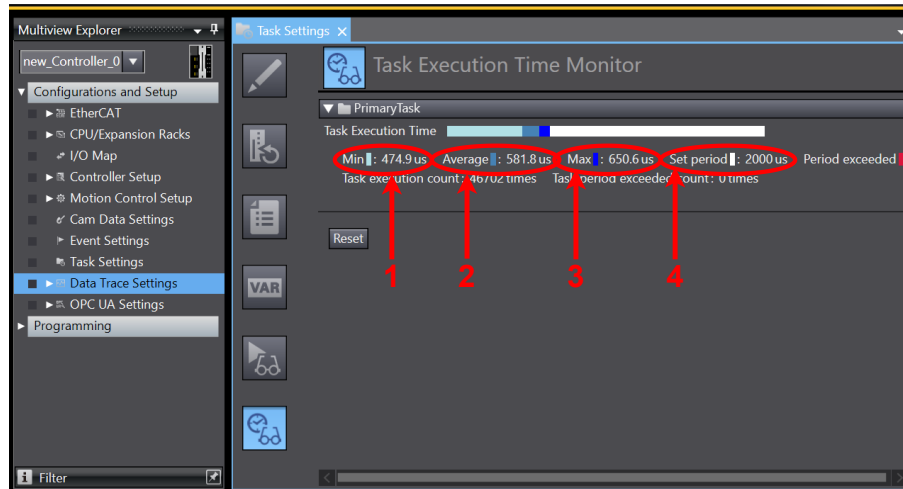 Multiview Explorer
new_Controller_0
Configurations and Setup
EtherCAT
CPU/Expansion Racks
I/O Map
Controller Setup
Motion Control Setup
Cam Data Settings
Event Settings
Task Settings
Data Trace Settings
OPC UA Settings
Programming
Filter
Task Settings
VAR
Task Execution Time Monitor
PrimaryTask
Task Execution Time
Min : 474.9 us Average : 581.8 us Max : 650.6 us Set period : 2000 us Period exceeded
Task execution count : 46702 times Task period exceeded count : 0 times
Reset
1 2 3 4